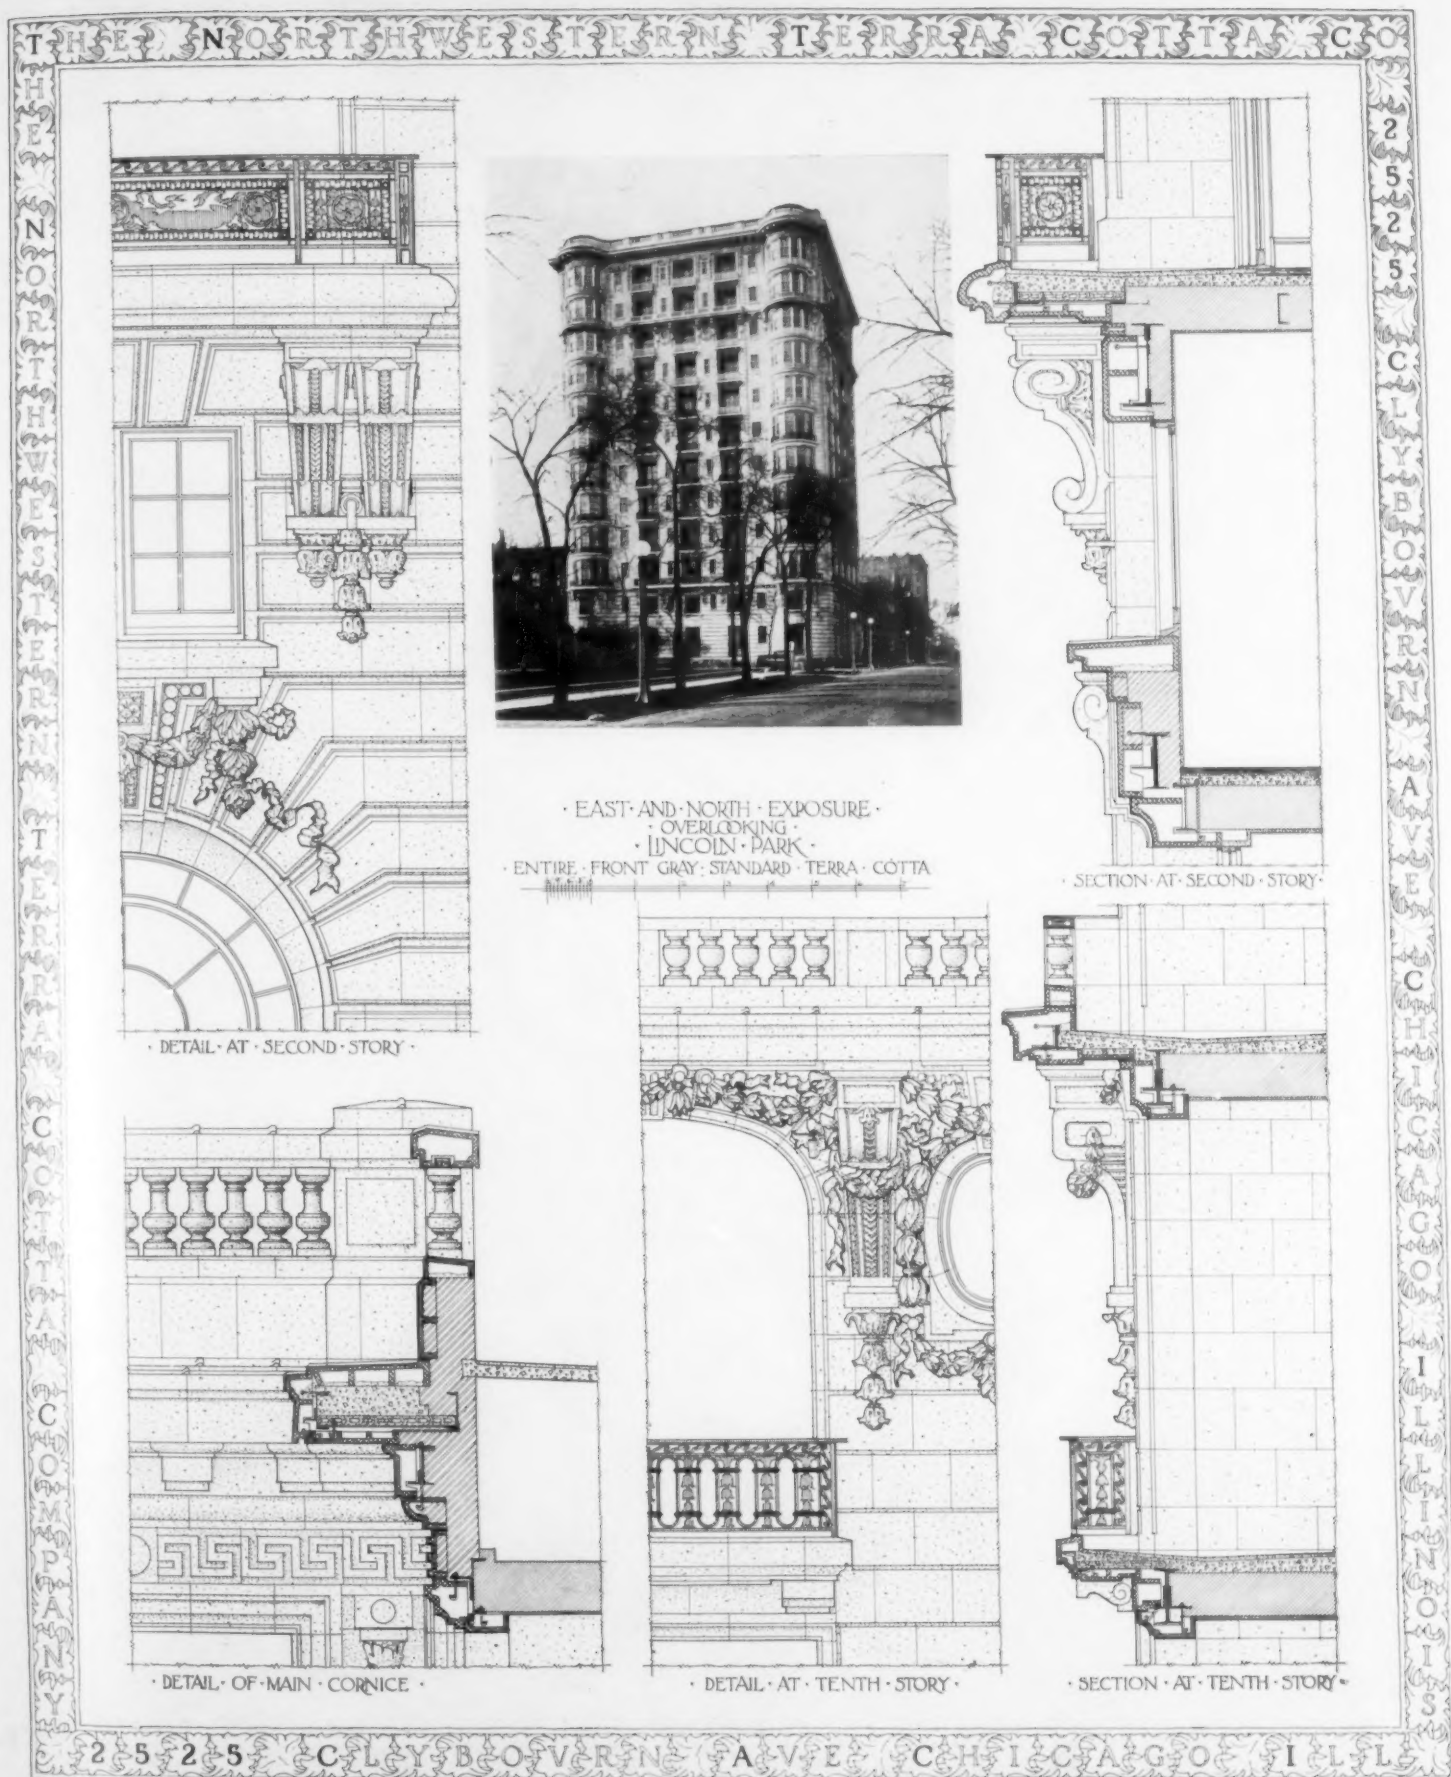 THE NORTHWESTERN TERRA COTTA CO
THE NORTHWESTERN TERRA COTTA COMPANY
2525 CLYBOVRN AVE CHICAGO ILLINOIS
· EAST · AND · NORTH · EXPOSURE ·
· OVERLOOKING ·
· LINCOLN · PARK ·
· ENTIRE · FRONT GRAY · STANDARD · TERRA · COTTA
· SECTION · AT · SECOND · STORY ·
· DETAIL · AT · SECOND · STORY ·
· DETAIL · OF · MAIN · CORNICE ·
· DETAIL · AT · TENTH · STORY ·
· SECTION · AT · TENTH · STORY ·
2525 CLYBOVRN AVE CHICAGO ILL